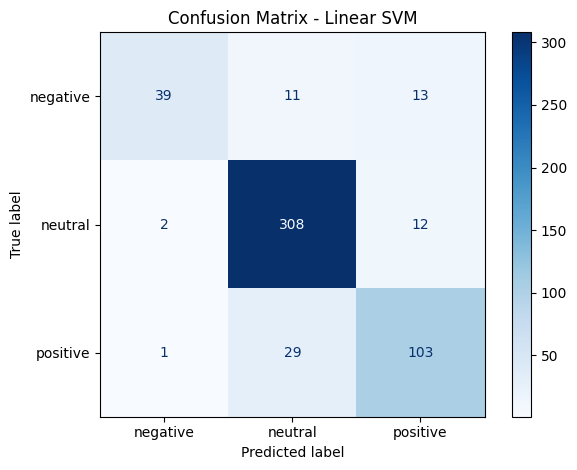 Confusion Matrix - Linear SVM
True label
negative
neutral
positive
39 11 13
2 308 12
1 29 103
negative neutral positive
Predicted label
300
250
200
150
100
50